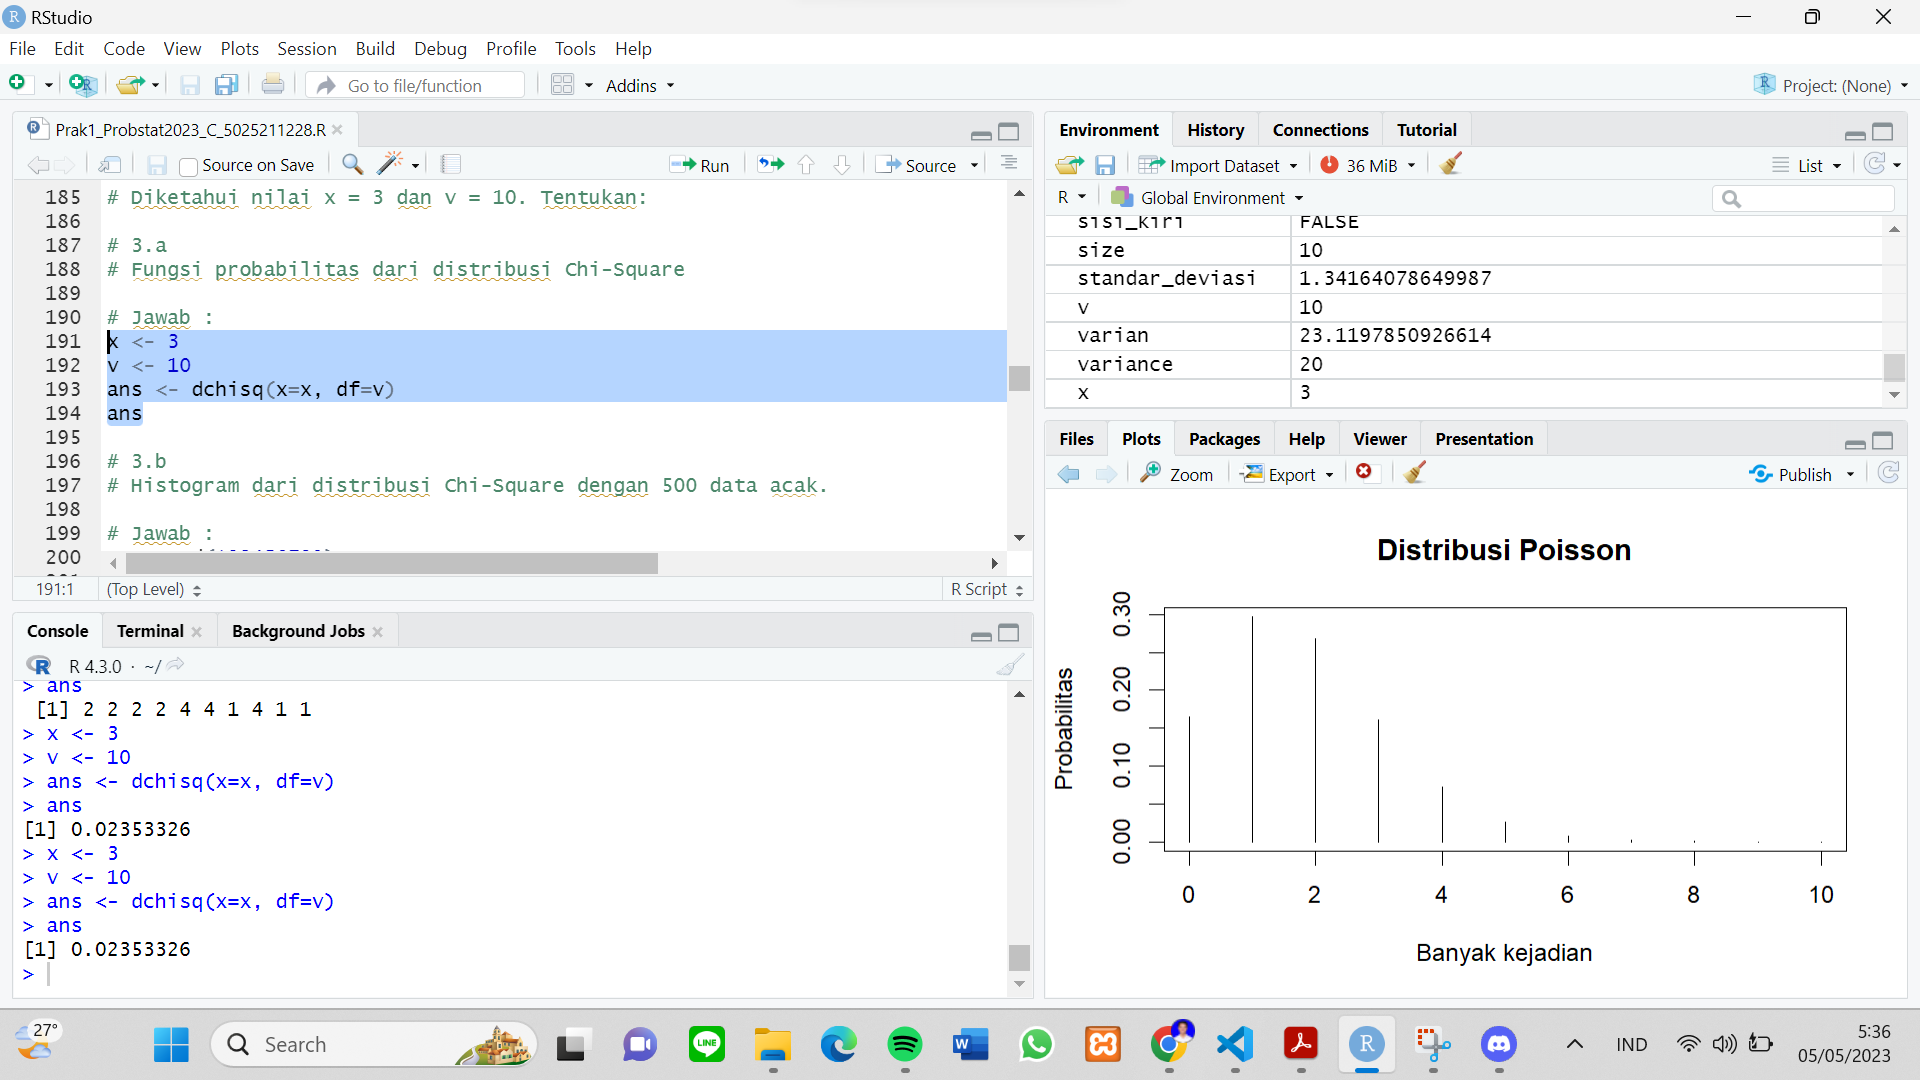 RStudio
File Edit Code View Plots Session Build Debug Profile Tools Help
Go to file/function Addins Project: (None)
Prak1_Probstat2023_C_5025211228.R
Source on Save Run Source
185 # Diketahui nilai x = 3 dan v = 10. Tentukan:
186
187 # 3.a
188 # Fungsi probabilitas dari distribusi Chi-Square
189
190 # Jawab :
191 x <- 3
192 v <- 10
193 ans <- dchisq(x=x, df=v)
194 ans
195
196 # 3.b
197 # Histogram dari distribusi Chi-Square dengan 500 data acak.
198
199 # Jawab :
200
191:1 (Top Level) R Script
Console Terminal Background Jobs
R 4.3.0 · ~/
> ans
[1] 2 2 2 2 4 4 1 4 1 1
> x <- 3
> v <- 10
> ans <- dchisq(x=x, df=v)
> ans
[1] 0.02353326
> x <- 3
> v <- 10
> ans <- dchisq(x=x, df=v)
> ans
[1] 0.02353326
>
Environment History Connections Tutorial
Import Dataset 36 MiB List
R Global Environment
sisi_kiri FALSE
size 10
standar_deviasi 1.34164078649987
v 10
varian 23.1197850926614
variance 20
x 3
Files Plots Packages Help Viewer Presentation
Zoom Export Publish
Distribusi Poisson
Probabilitas
0.30
0.20
0.10
0.00
0 2 4 6 8 10
Banyak kejadian
27°
Search
IND
5:36
05/05/2023